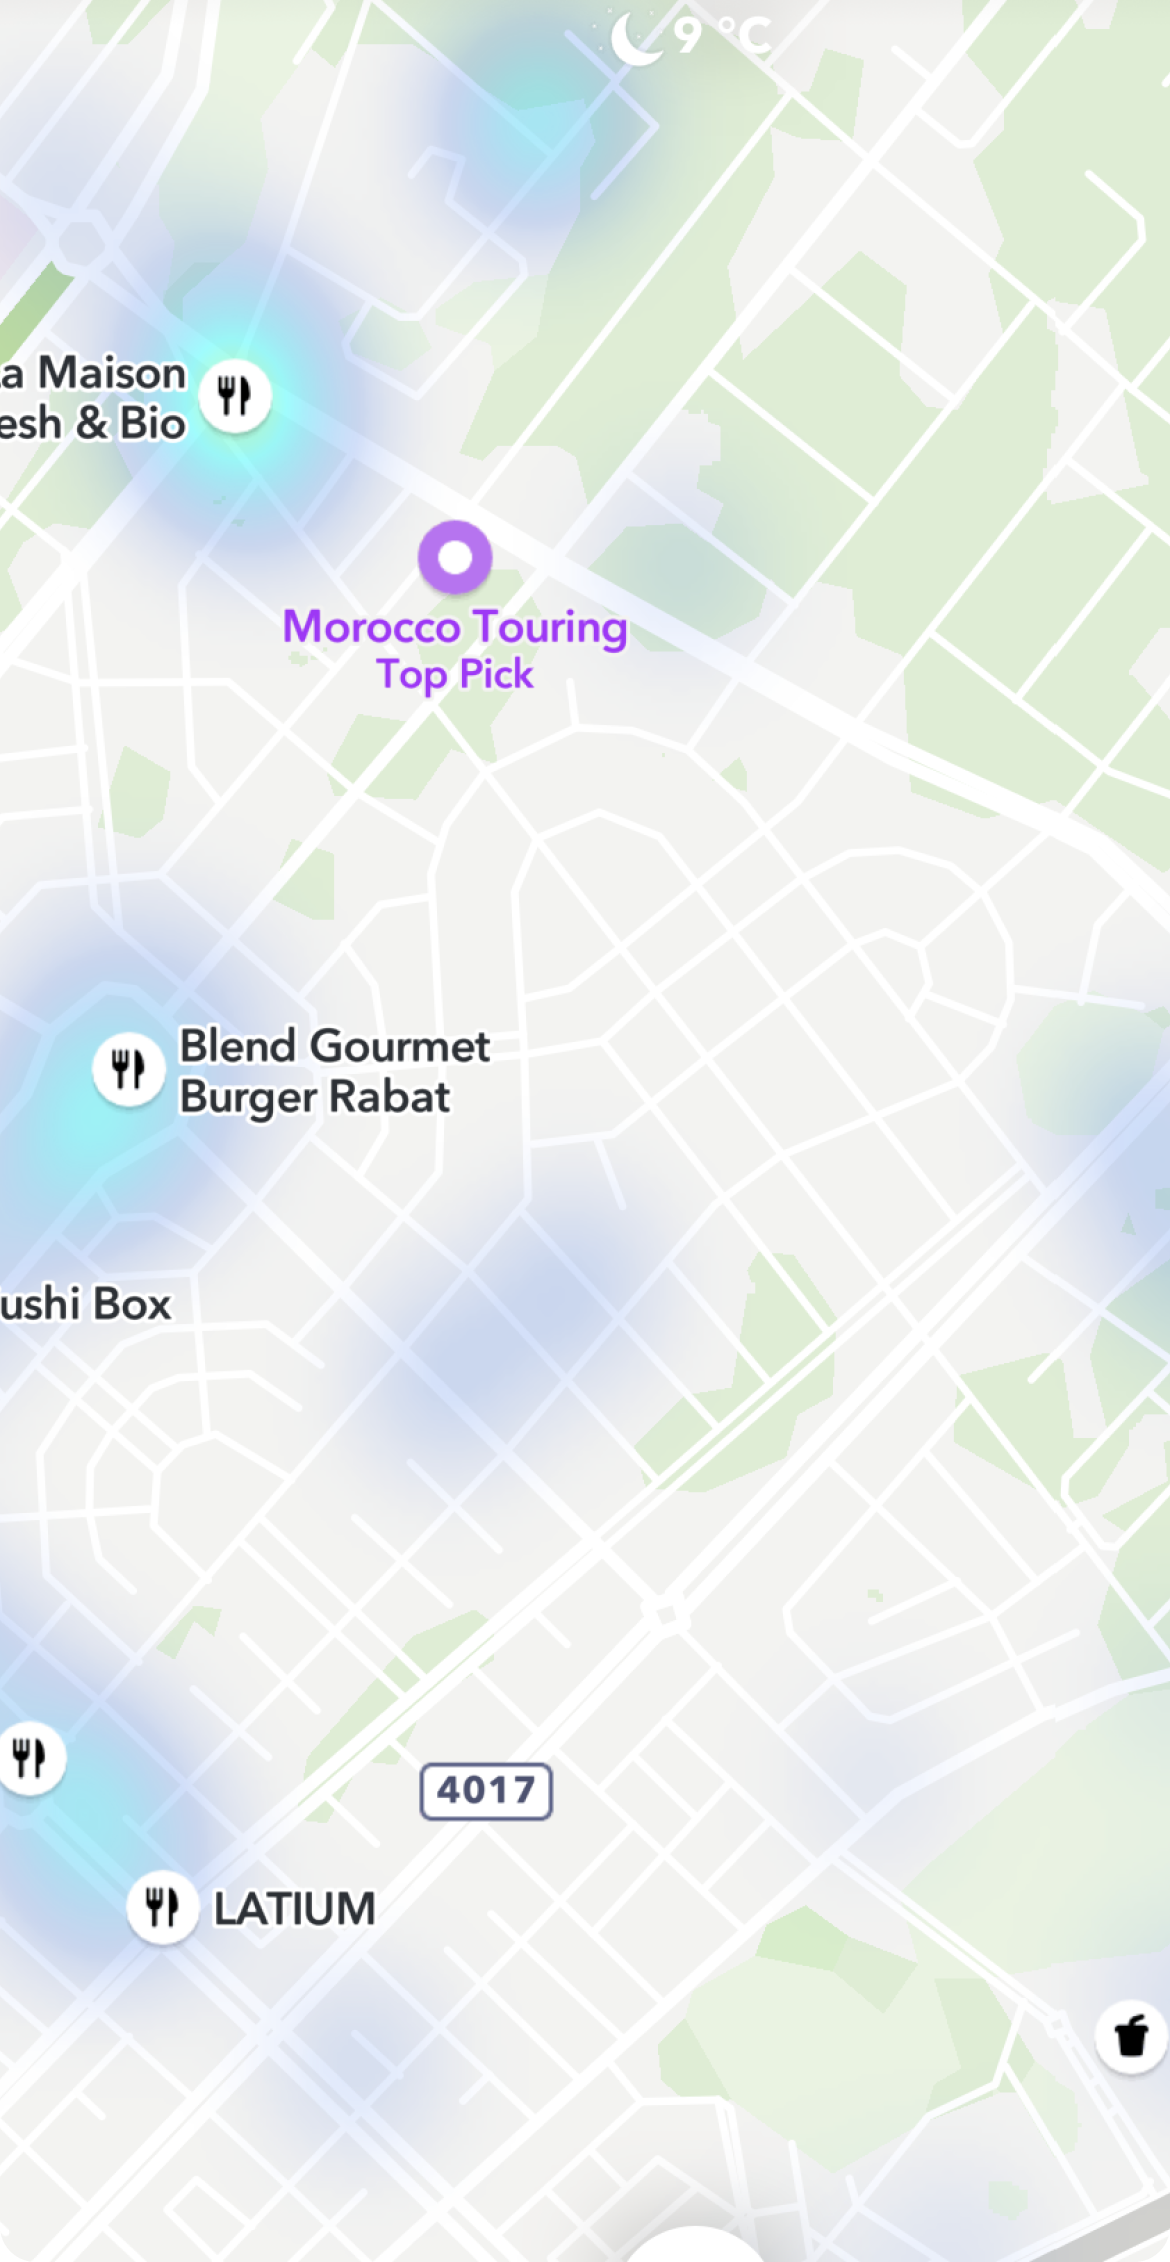 9 °C
a Maison
esh & Bio
Morocco Touring
Top Pick
Blend Gourmet
Burger Rabat
ushi Box
4017
LATIUM